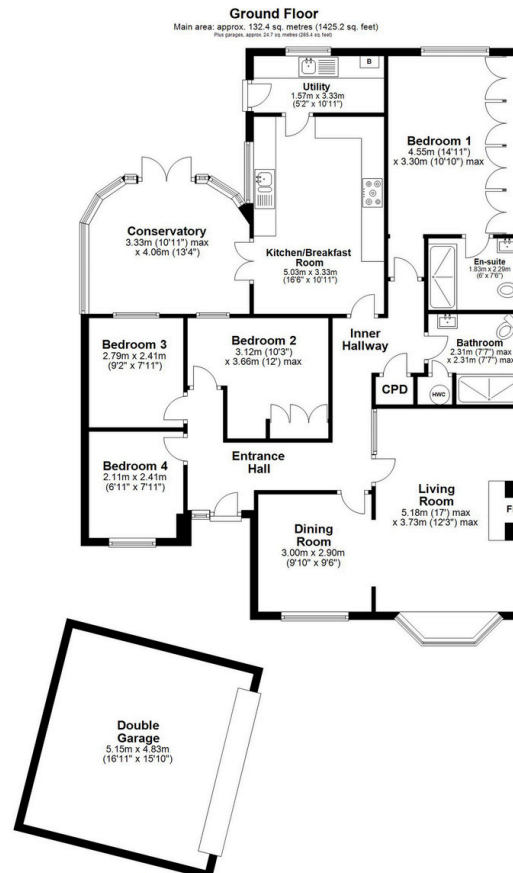 Ground Floor
Main area: approx. 132.4 sq. metres (1425.2 sq. feet)
Plus garages, approx. 24.7 sq. metres (265.4 sq. feet)
B
Utility
1.57m x 3.33m
(5'2" x 10'11")
Bedroom 1
4.55m (14'11")
x 3.30m (10'10") max
Conservatory
3.33m (10'11") max
x 4.06m (13'4")
Kitchen/Breakfast
Room
5.03m x 3.33m
(16'6" x 10'11")
En-suite
1.83m x 2.29m
(6' x 7'6")
Bedroom 3
2.79m x 2.41m
(9'2" x 7'11")
Bedroom 2
3.12m (10'3")
x 3.66m (12') max
Inner
Hallway
Bathroom
2.31m (7'7") max
x 2.31m (7'7") max
CPD
HWC
Bedroom 4
2.11m x 2.41m
(6'11" x 7'11")
Entrance
Hall
Living
Room
5.18m (17') max
x 3.73m (12'3") max
Dining
Room
3.00m x 2.90m
(9'10" x 9'6")
Double
Garage
5.15m x 4.83m
(16'11" x 15'10")